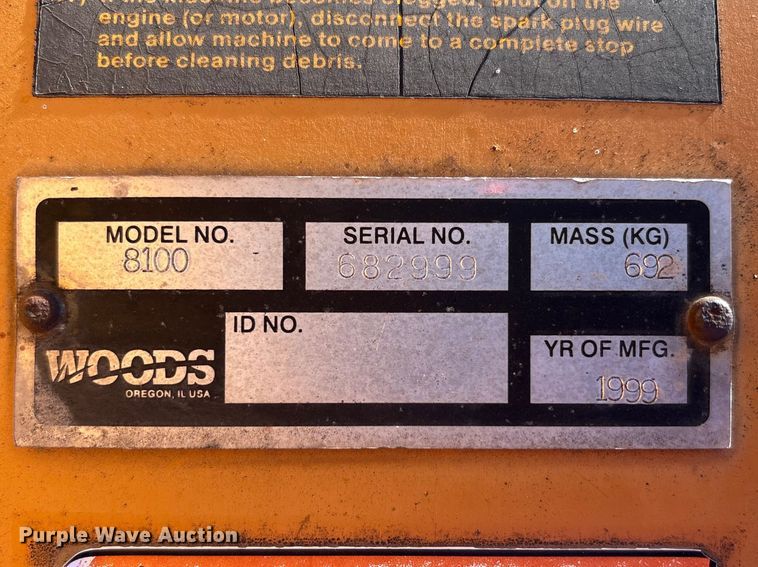 engine (or motor), disconnect the spark plug wire
and allow machine to come to a complete stop
before cleaning debris.
MODEL NO.
8100
SERIAL NO.
682999
MASS (KG)
692
ID NO.
WOODS
OREGON, IL USA
YR OF MFG.
1999
Purple Wave Auction